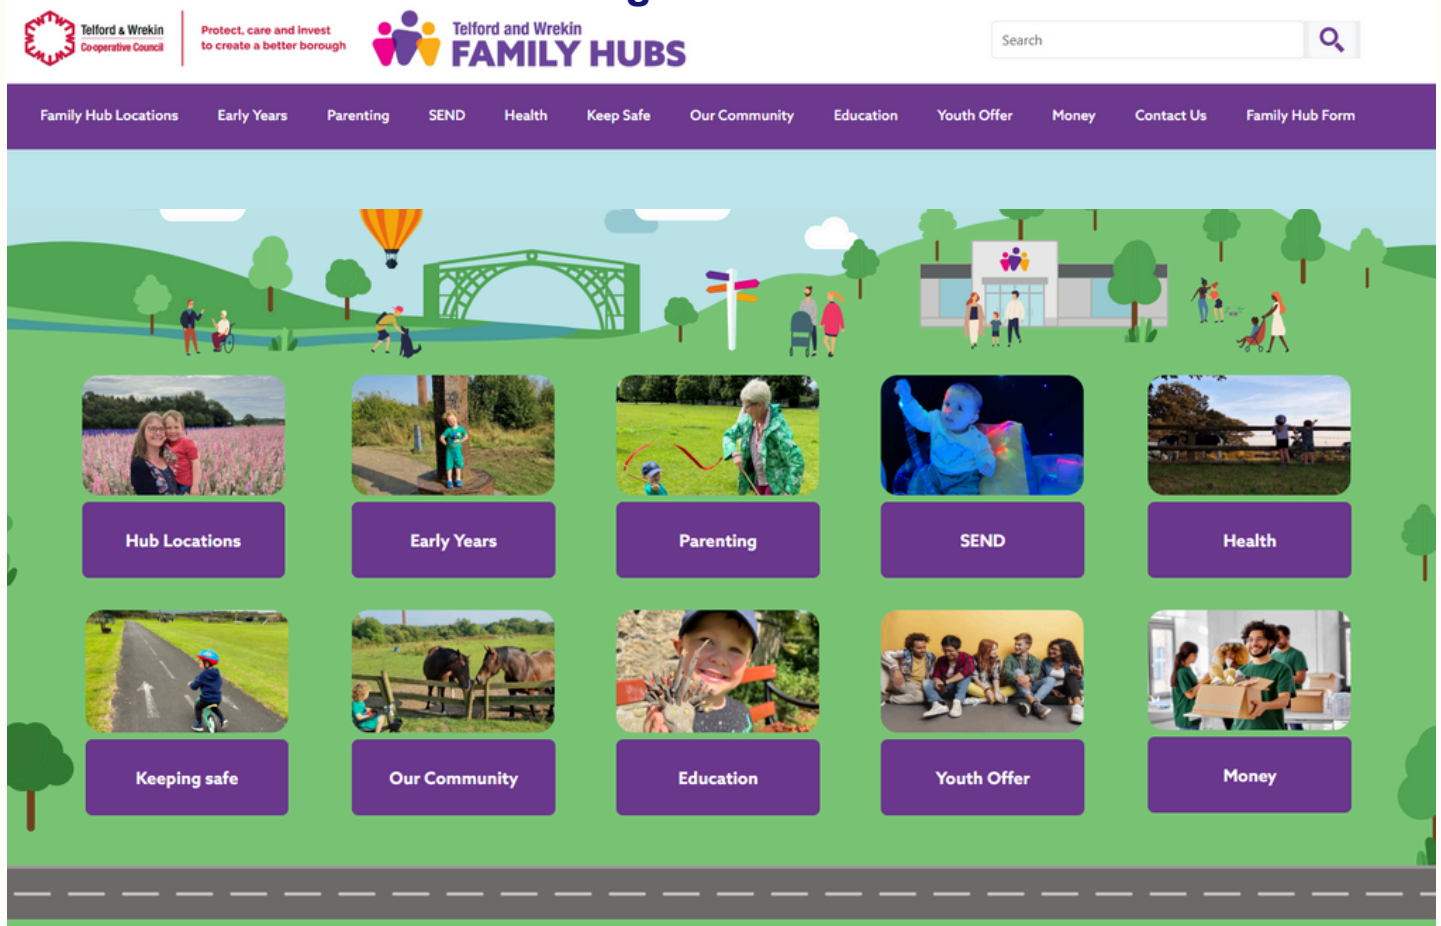 g
Telford & Wrekin
Co-operative Council
Protect, care and invest
to create a better borough
Telford and Wrekin
FAMILY HUBS
Search
Family Hub Locations Early Years Parenting SEND Health Keep Safe Our Community Education Youth Offer Money Contact Us Family Hub Form
Hub Locations Early Years Parenting SEND Health
Keeping safe Our Community Education Youth Offer Money